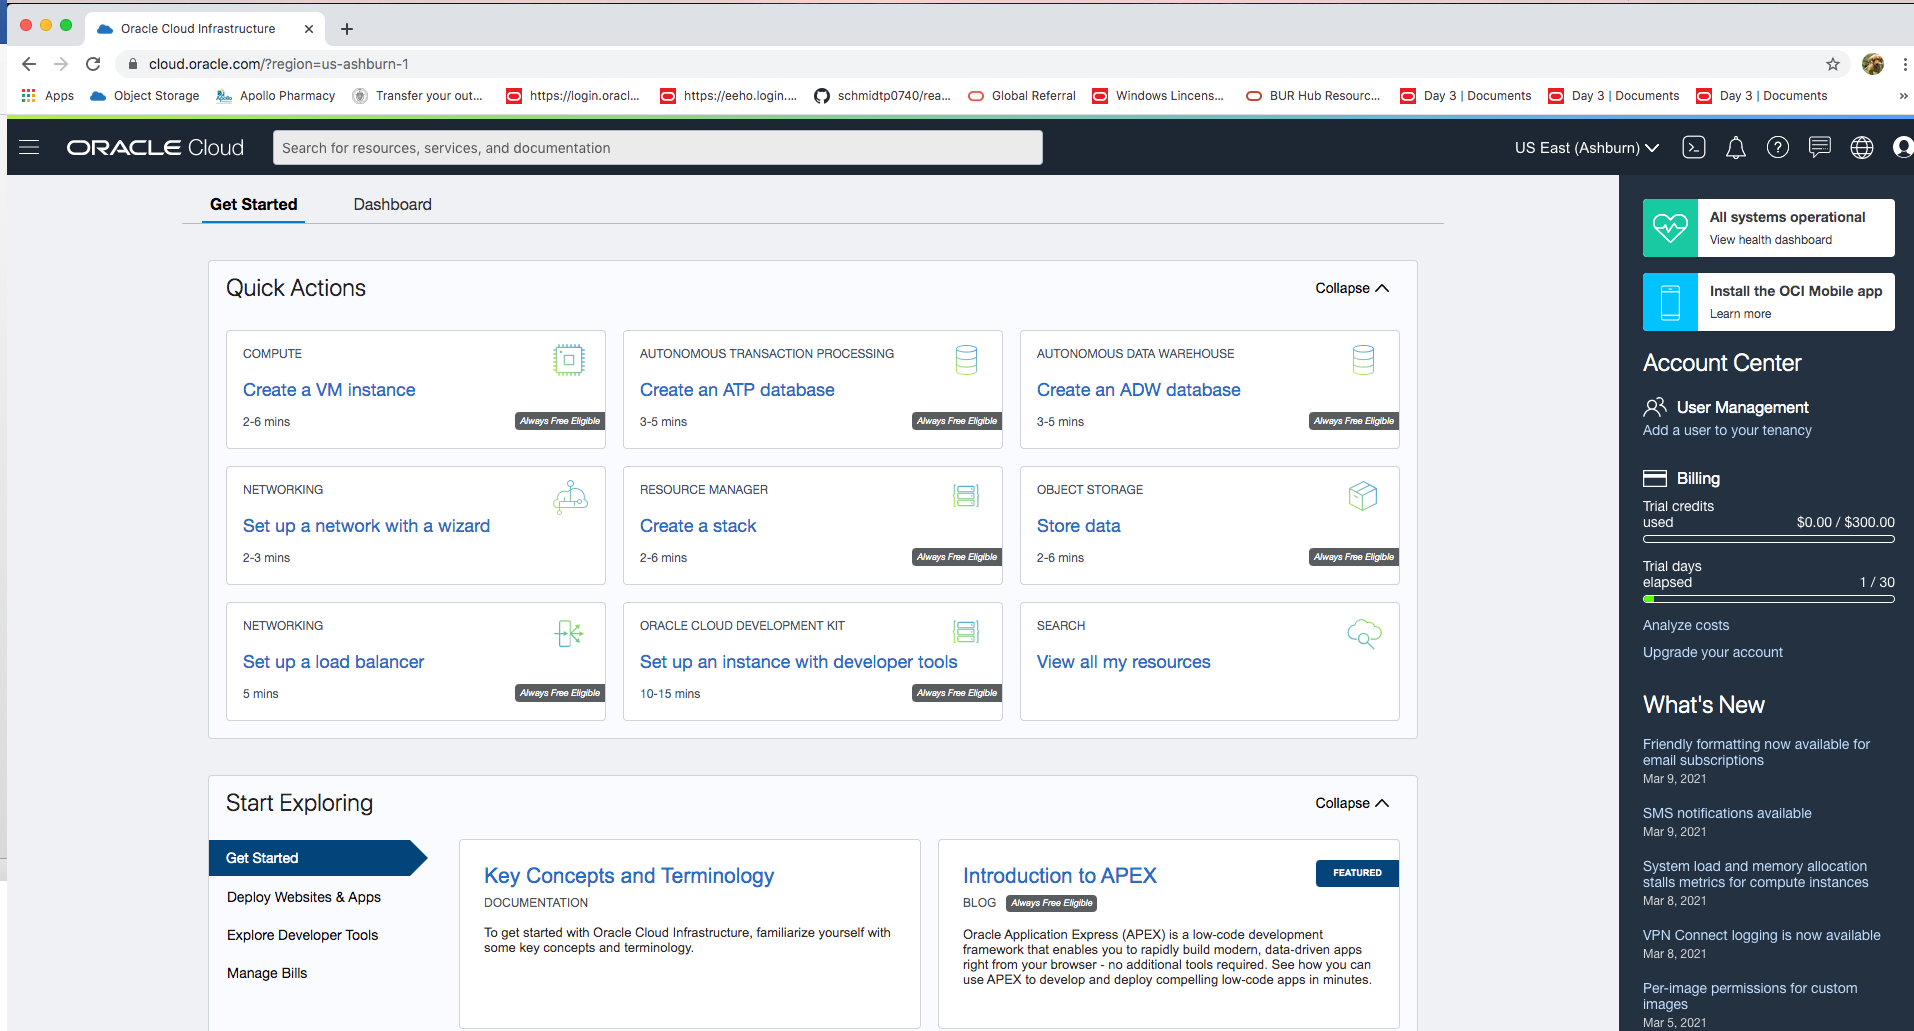 Oracle Cloud Infrastructure
cloud.oracle.com/?region=us-ashburn-1
Apps
Object Storage
Apollo Pharmacy
Transfer your out...
https://login.oracl...
https://eeho.login....
schmidtp0740/rea...
Global Referral
Windows Lincens...
BUR Hub Resourc...
Day 3 | Documents
Day 3 | Documents
Day 3 | Documents
ORACLE Cloud
Search for resources, services, and documentation
US East (Ashburn)
Get Started
Dashboard
Quick Actions
Collapse
COMPUTE
Create a VM instance
2-6 mins
Always Free Eligible
AUTONOMOUS TRANSACTION PROCESSING
Create an ATP database
3-5 mins
Always Free Eligible
AUTONOMOUS DATA WAREHOUSE
Create an ADW database
3-5 mins
Always Free Eligible
NETWORKING
Set up a network with a wizard
2-3 mins
RESOURCE MANAGER
Create a stack
2-6 mins
Always Free Eligible
OBJECT STORAGE
Store data
2-6 mins
Always Free Eligible
NETWORKING
Set up a load balancer
5 mins
Always Free Eligible
ORACLE CLOUD DEVELOPMENT KIT
Set up an instance with developer tools
10-15 mins
Always Free Eligible
SEARCH
View all my resources
Start Exploring
Collapse
Get Started
Deploy Websites & Apps
Explore Developer Tools
Manage Bills
Key Concepts and Terminology
DOCUMENTATION
To get started with Oracle Cloud Infrastructure, familiarize yourself with
some key concepts and terminology.
Introduction to APEX
FEATURED
BLOG
Always Free Eligible
Oracle Application Express (APEX) is a low-code development
framework that enables you to rapidly build modern, data-driven apps
right from your browser - no additional tools required. See how you can
use APEX to develop and deploy compelling low-code apps in minutes.
All systems operational
View health dashboard
Install the OCI Mobile app
Learn more
Account Center
User Management
Add a user to your tenancy
Billing
Trial credits
used $0.00 / $300.00
Trial days
elapsed 1 / 30
Analyze costs
Upgrade your account
What's New
Friendly formatting now available for
email subscriptions
Mar 9, 2021
SMS notifications available
Mar 9, 2021
System load and memory allocation
stalls metrics for compute instances
Mar 8, 2021
VPN Connect logging is now available
Mar 8, 2021
Per-image permissions for custom
images
Mar 5, 2021